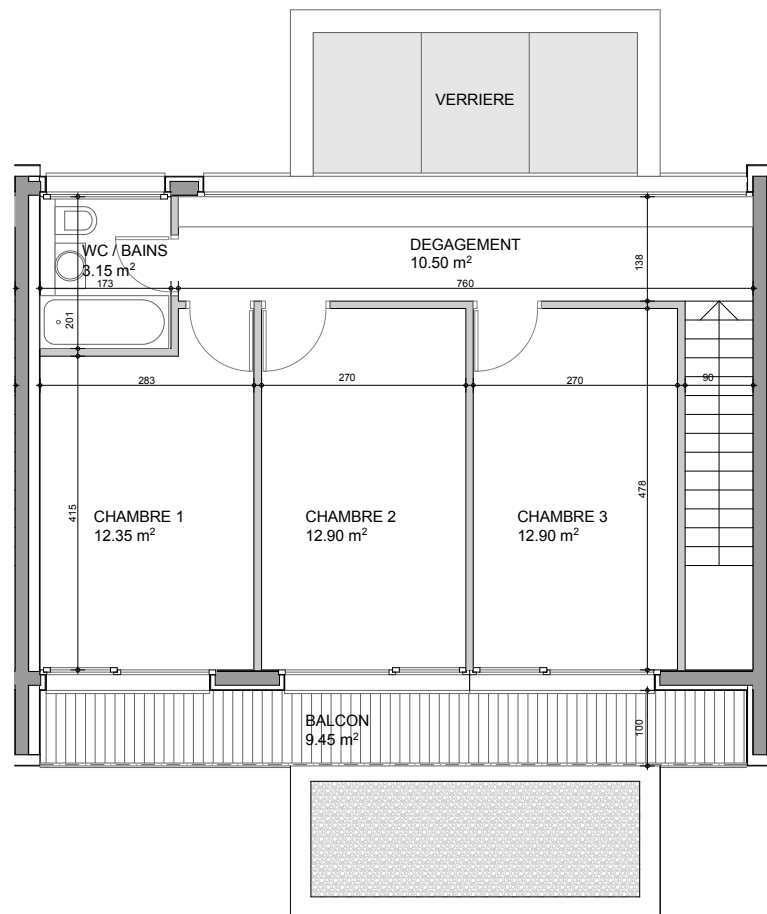 VERRIERE
WC / BAINS
3.15 m²
DEGAGEMENT
10.50 m²
138
173
760
201
283
270
270
90
415
478
CHAMBRE 1
12.35 m²
CHAMBRE 2
12.90 m²
CHAMBRE 3
12.90 m²
BALCON
9.45 m²
100